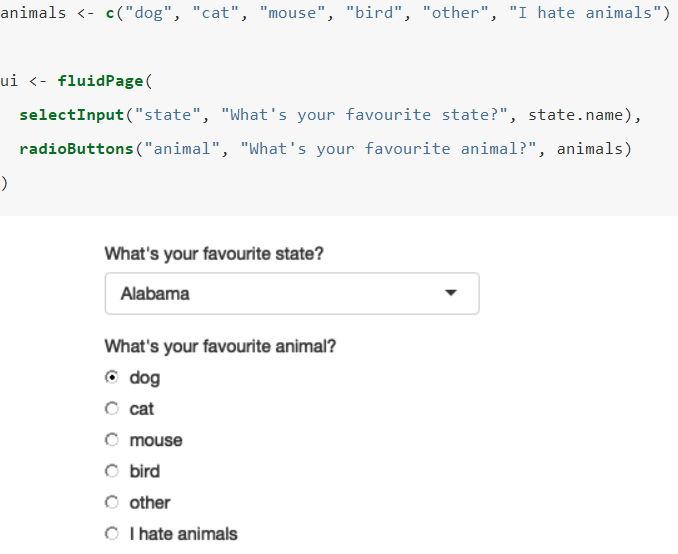 animals <- c("dog", "cat", "mouse", "bird", "other", "I hate animals")
ui <- fluidPage(
  selectInput("state", "What's your favourite state?", state.name),
  radioButtons("animal", "What's your favourite animal?", animals)
)
What's your favourite state?
Alabama
What's your favourite animal?
dog
cat
mouse
bird
other
I hate animals